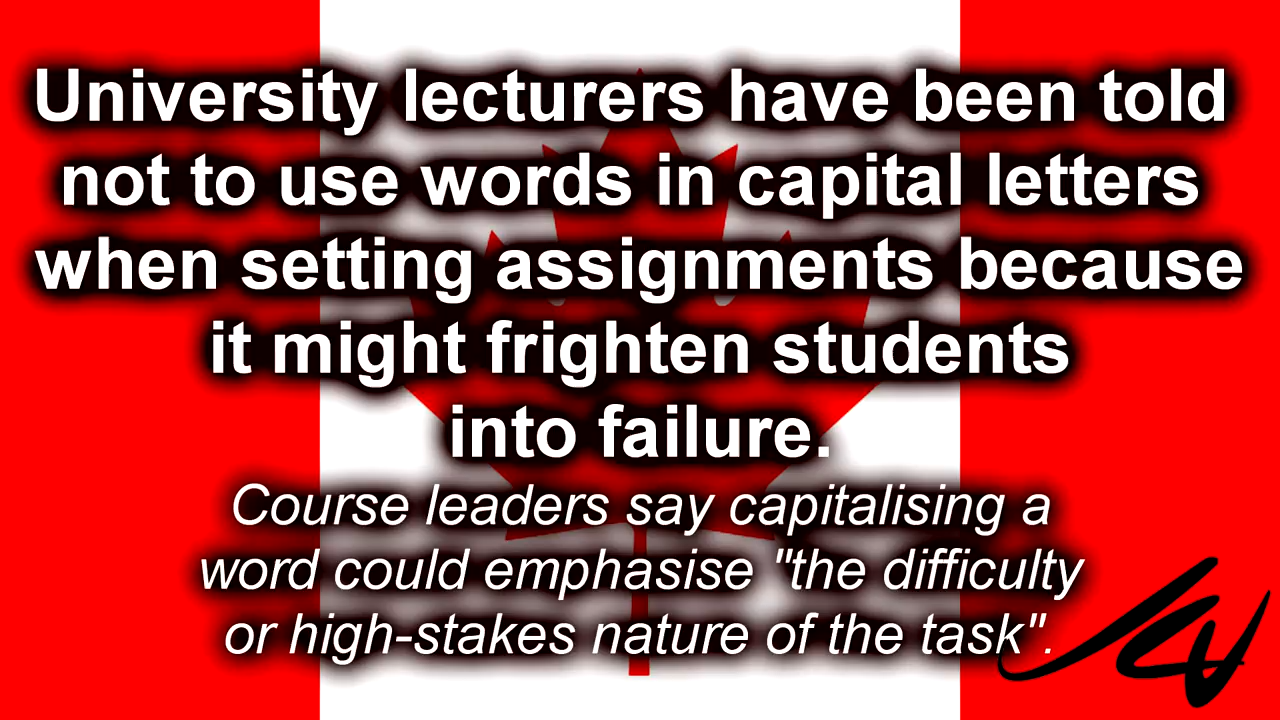 University lecturers have been told
not to use words in capital letters
when setting assignments because
it might frighten students
into failure.
Course leaders say capitalising a
word could emphasise "the difficulty
or high-stakes nature of the task".